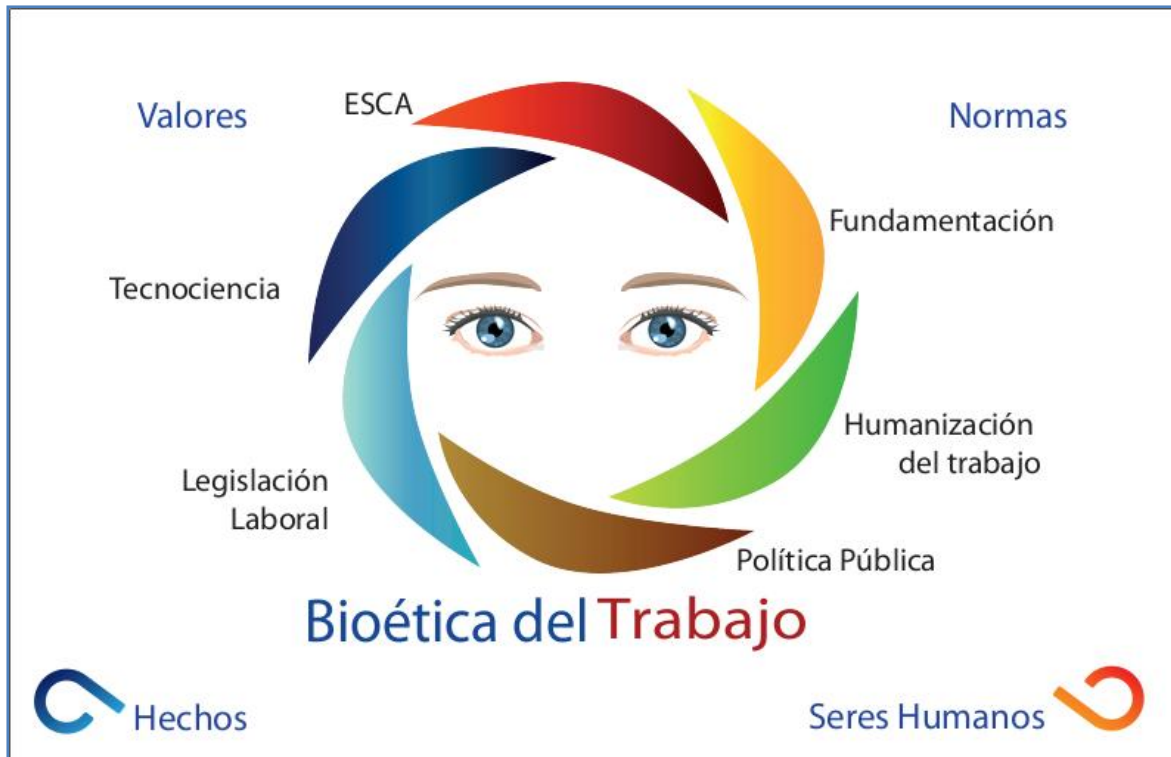 ESCA
Valores
Normas
Fundamentación
Tecnociencia
Humanización
del trabajo
Legislación
Laboral
Política Pública
Bioética del Trabajo
Hechos
Seres Humanos